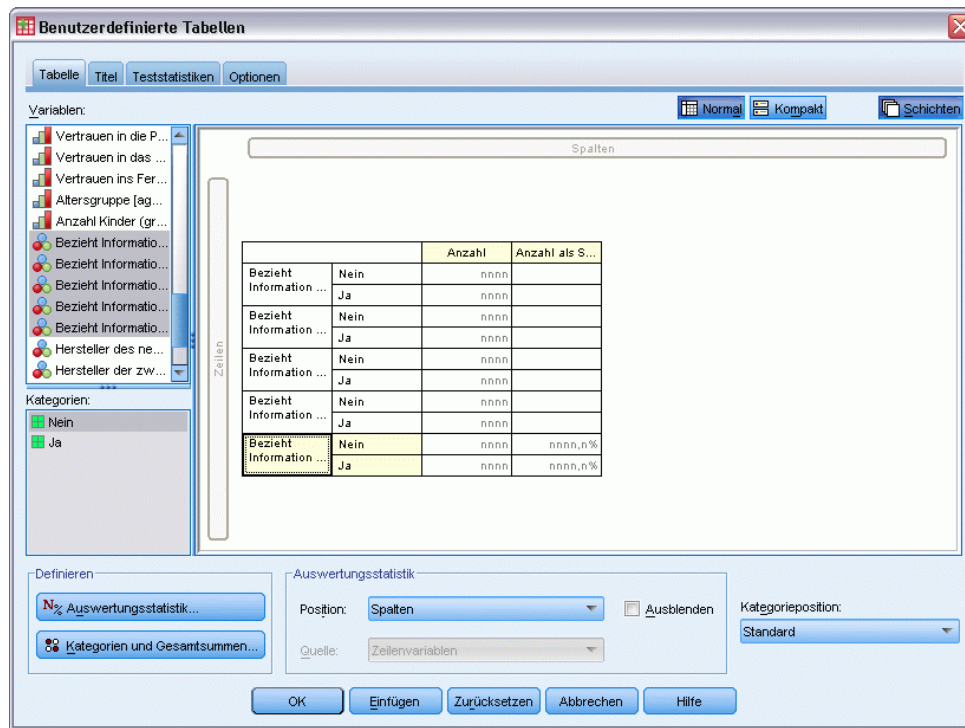 Benutzerdefinierte Tabellen
Tabelle Titel Teststatistiken Optionen
Variablen:
Normal Kompakt Schichten
Vertrauen in die P...
Vertrauen in das ...
Vertrauen ins Fer...
Altersgruppe [ag...
Anzahl Kinder (gr...
Bezieht Informatio...
Bezieht Informatio...
Bezieht Informatio...
Bezieht Informatio...
Bezieht Informatio...
Hersteller des ne...
Hersteller der zw...
Kategorien:
Nein
Ja
Spalten
Zeilen
Anzahl Anzahl als S...
Bezieht Information ... Nein nnnn
Ja nnnn
Bezieht Information ... Nein nnnn
Ja nnnn
Bezieht Information ... Nein nnnn
Ja nnnn
Bezieht Information ... Nein nnnn
Ja nnnn
Bezieht Information ... Nein nnnn nnnn,n%
Ja nnnn nnnn,n%
Definieren
N% Auswertungsstatistik...
Kategorien und Gesamtsummen...
Auswertungsstatistik
Position: Spalten Ausblenden
Quelle: Zeilenvariablen
Kategorieposition:
Standard
OK Einfügen Zurücksetzen Abbrechen Hilfe